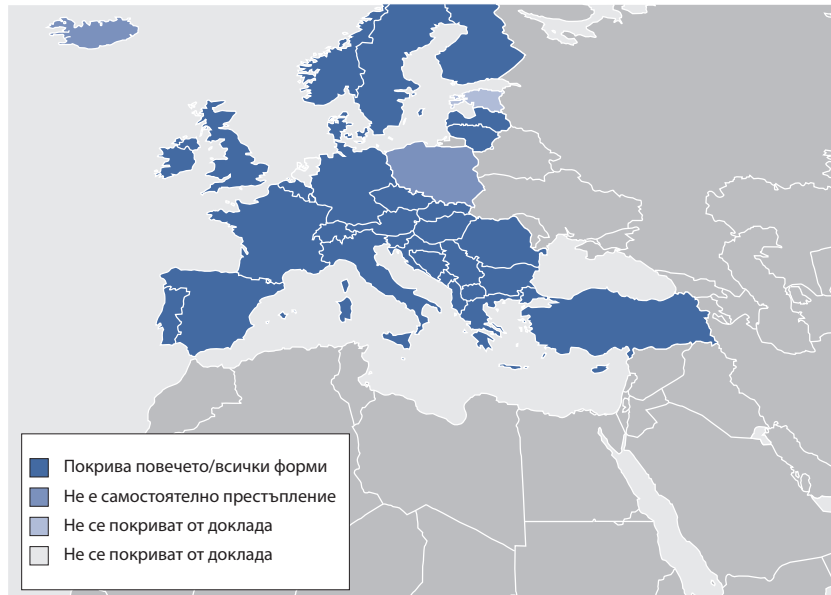 Покрива повечето/всички форми
Не е самостоятелно престъпление
Не се покриват от доклада
Не се покриват от доклада